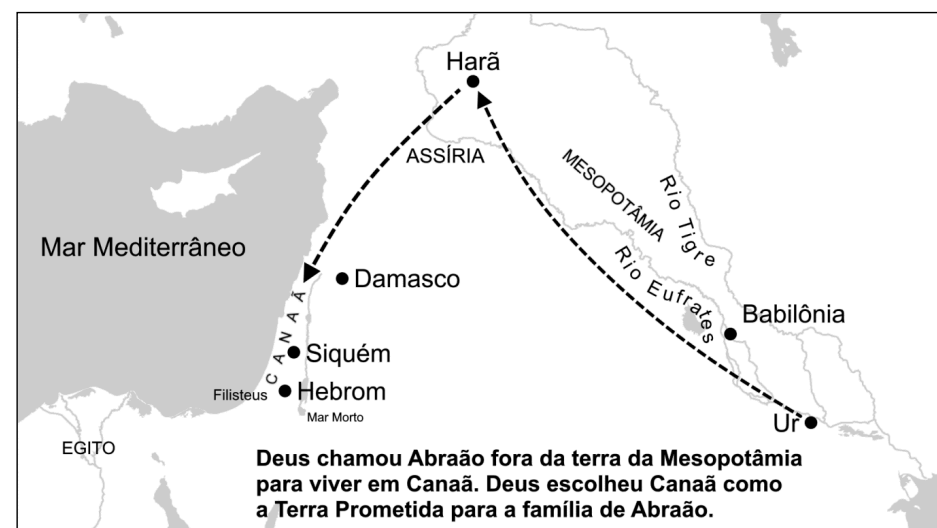 Harã
ASSÍRIA
MESOPOTÂMIA
Rio Tigre
Mar Mediterrâneo
Rio Eufrates
Damasco
CANAÃ
Babilônia
Siquém
Filisteus
Hebrom
Mar Morto
Ur
EGITO
Deus chamou Abraão fora da terra da Mesopotâmia
para viver em Canaã. Deus escolheu Canaã como
a Terra Prometida para a família de Abraão.